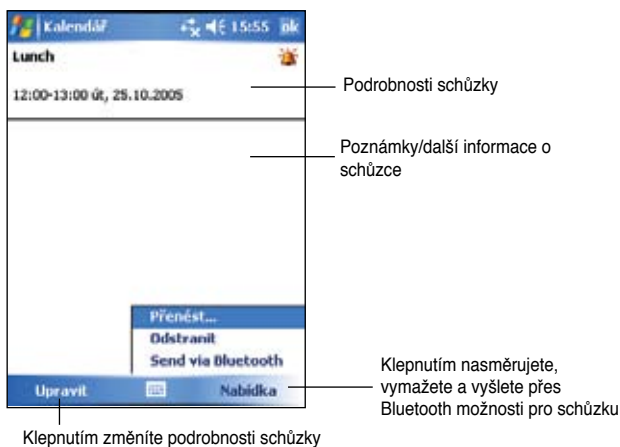 Kalendář 15:55 ok
Lunch
12:00-13:00 út, 25.10.2005
Podrobnosti schůzky
Poznámky/další informace o
schůzce
Přenést...
Odstranit
Send via Bluetooth
Upravit Nabídka
Klepnutím nasměrujete,
vymažete a vyšlete přes
Bluetooth možnosti pro schůzku
Klepnutím změníte podrobnosti schůzky